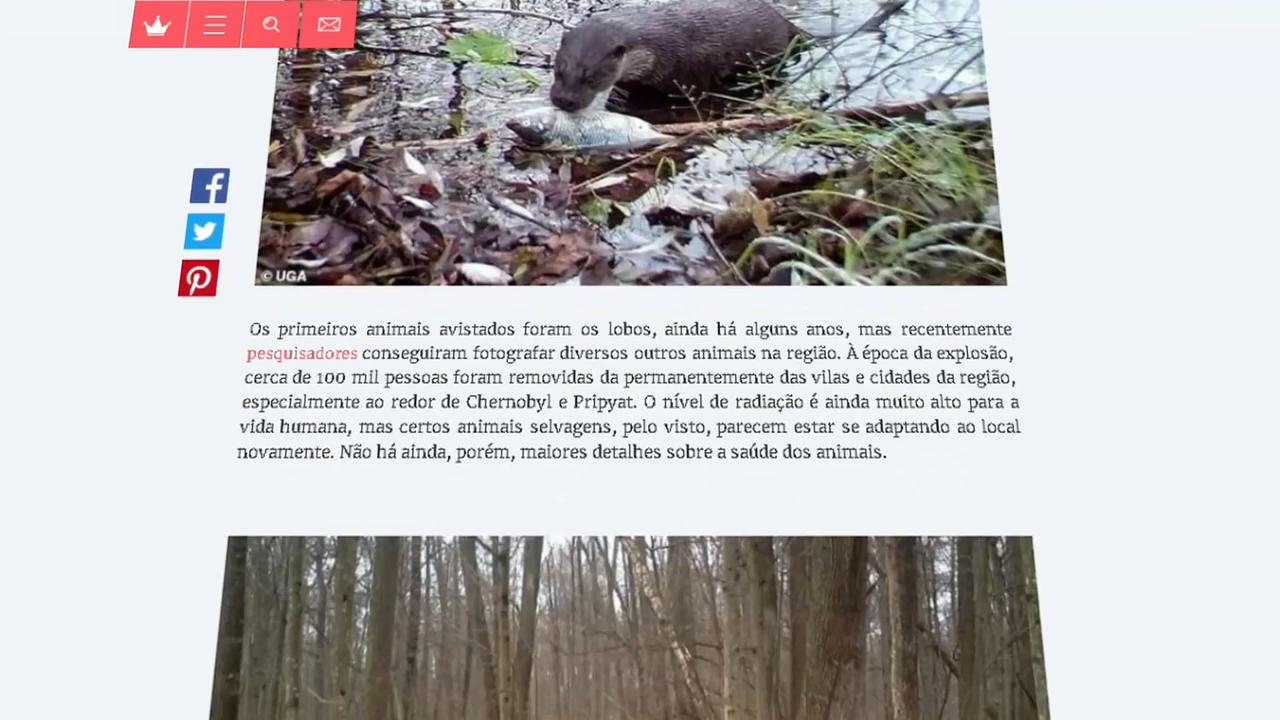 © UGA
Os primeiros animais avistados foram os lobos, ainda há alguns anos, mas recentemente
pesquisadores conseguiram fotografar diversos outros animais na região. À época da explosão,
cerca de 100 mil pessoas foram removidas da permanentemente das vilas e cidades da região,
especialmente ao redor de Chernobyl e Pripyat. O nível de radiação é ainda muito alto para a
vida humana, mas certos animais selvagens, pelo visto, parecem estar se adaptando ao local
novamente. Não há ainda, porém, maiores detalhes sobre a saúde dos animais.